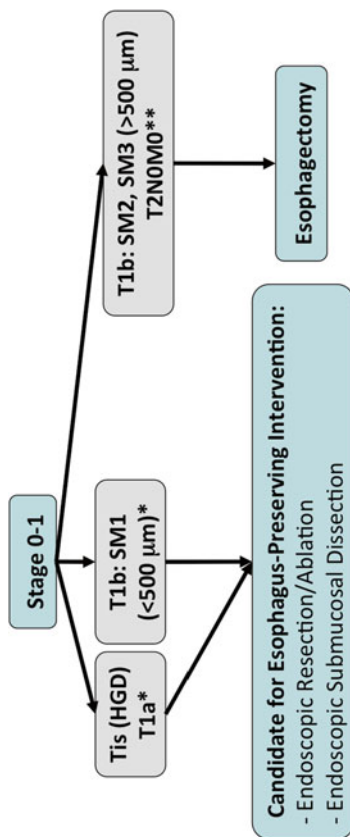 Stage 0-1
Tis (HGD)
T1a*
T1b: SM1
(<500 μm)*
T1b: SM2, SM3 (>500 μm)
T2N0M0**
Candidate for Esophagus-Preserving Intervention:
- Endoscopic Resection/Ablation
- Endoscopic Submucosal Dissection
Esophagectomy